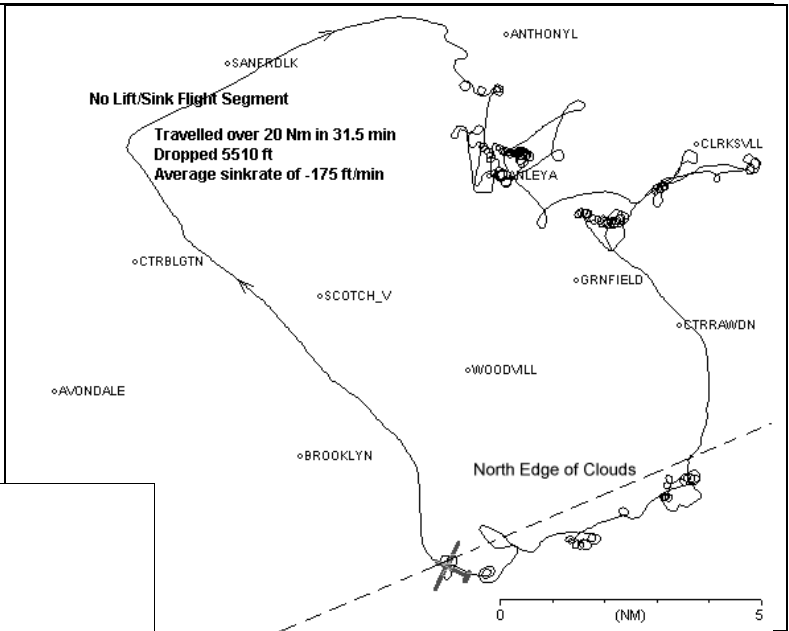 ANTHONYL
SANFRDLK
No Lift/Sink Flight Segment
Travelled over 20 Nm in 31.5 min
Dropped 5510 ft
Average sinkrate of -175 ft/min
CLRKSVLL
ANLEYA
CTRBLGTN
GRNFIELD
SCOTCH_V
CTRRAWDN
WOODVILL
AVONDALE
BROOKLYN
North Edge of Clouds
0 (NM) 5